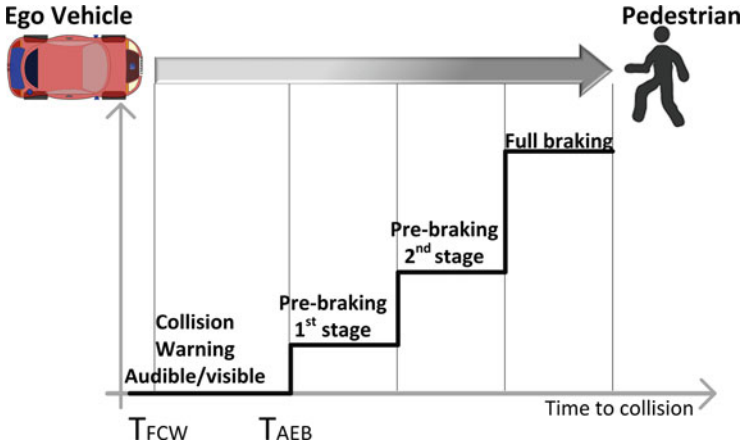 Ego Vehicle
Pedestrian
Full braking
Pre-braking
2nd stage
Pre-braking
1st stage
Collision
Warning
Audible/visible
Time to collision
TFCW
TAEB